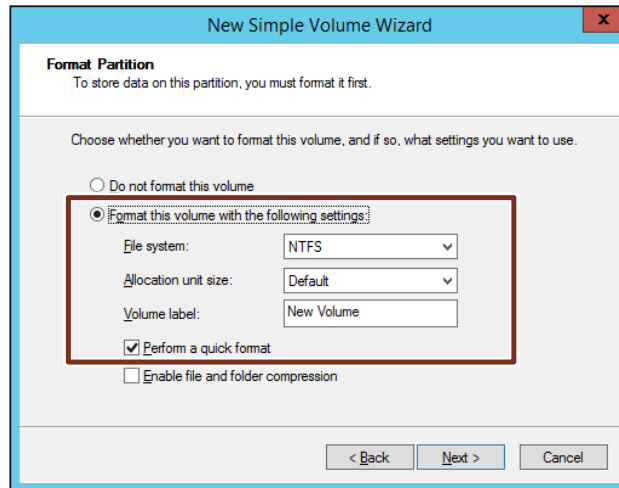 New Simple Volume Wizard
x
Format Partition
To store data on this partition, you must format it first.
Choose whether you want to format this volume, and if so, what settings you want to use.
Do not format this volume
Format this volume with the following settings:
File system: NTFS
Allocation unit size: Default
Volume label: New Volume
Perform a quick format
Enable file and folder compression
< Back Next > Cancel